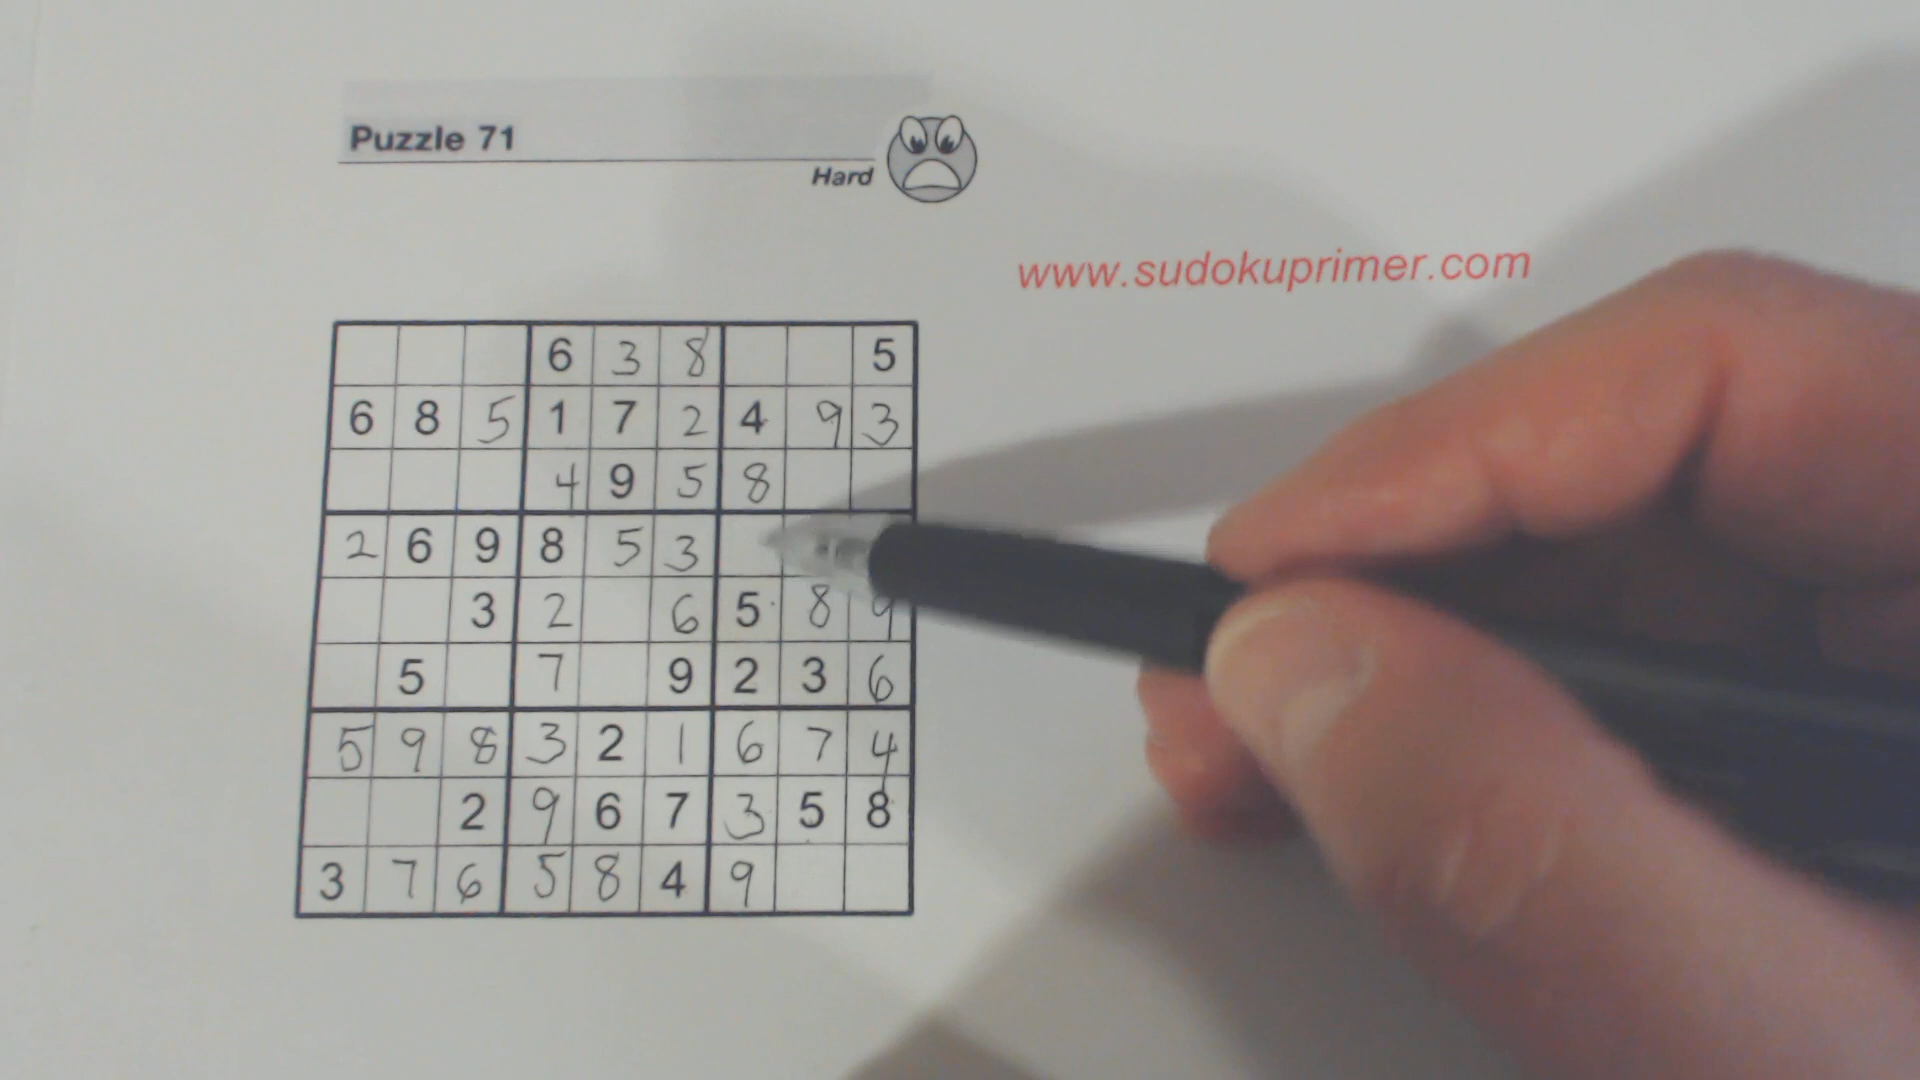 Puzzle 71
Hard
www.sudokuprimer.com
6 3 8 5
6 8 5 1 7 2 4 9 3
4 9 5 8
2 6 9 8 5 3
3 2 6 5 8 9
5 7 9 2 3 6
5 9 8 3 2 1 6 7 4
2 9 6 7 3 5 8
3 7 6 5 8 4 9